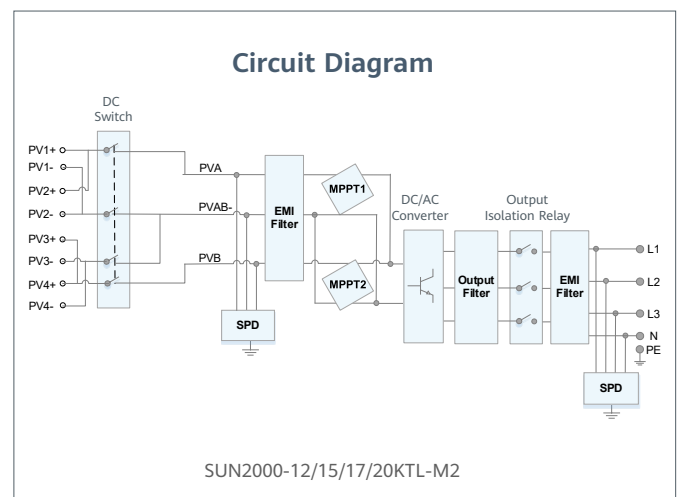 Circuit Diagram
DC
Switch
PV1+
PV1-
PV2+
PV2-
PV3+
PV3-
PV4+
PV4-
PVA
PVAB-
PVB
EMI
Filter
SPD
MPPT1
MPPT2
DC/AC
Converter
Output
Filter
Output
Isolation Relay
EMI
Filter
L1
L2
L3
N
PE
SPD
SUN2000-12/15/17/20KTL-M2